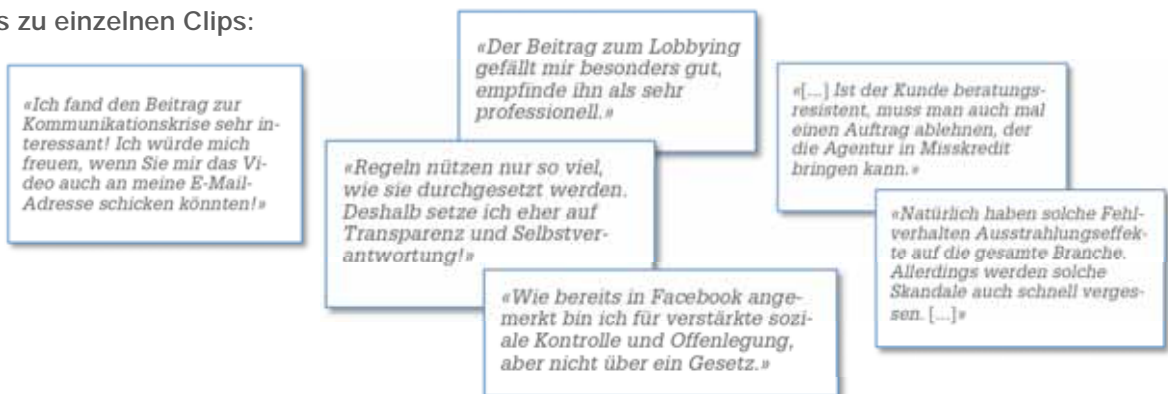 s zu einzelnen Clips:
«Ich fand den Beitrag zur
Kommunikationskrise sehr in-
teressant! Ich würde mich
freuen, wenn Sie mir das Vi-
deo auch an meine E-Mail-
Adresse schicken könnten!»
«Der Beitrag zum Lobbying
gefällt mir besonders gut,
empfinde ihn als sehr
professionell.»
«Regeln nützen nur so viel,
wie sie durchgesetzt werden.
Deshalb setze ich eher auf
Transparenz und Selbstver-
antwortung!»
«Wie bereits in Facebook ange-
merkt bin ich für verstärkte sozi-
ale Kontrolle und Offenlegung,
aber nicht über ein Gesetz.»
«[...] Ist der Kunde beratungs-
resistent, muss man auch mal
einen Auftrag ablehnen, der
die Agentur in Misskredit
bringen kann.»
«Natürlich haben solche Fehl-
verhalten Ausstrahlungseffek-
te auf die gesamte Branche.
Allerdings werden solche
Skandale auch schnell verges-
sen. [...]»